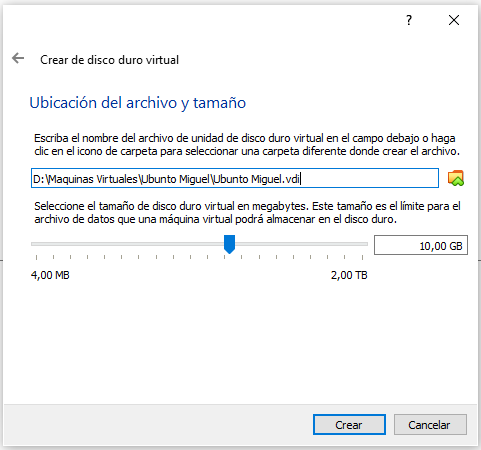 ?
Crear de disco duro virtual
Ubicación del archivo y tamaño
Escriba el nombre del archivo de unidad de disco duro virtual en el campo debajo o haga
clic en el icono de carpeta para seleccionar una carpeta diferente donde crear el archivo.
D:\Maquinas Virtuales\Ubunto Miguel\Ubunto Miguel.vdi
Seleccione el tamaño de disco duro virtual en megabytes. Este tamaño es el límite para el
archivo de datos que una máquina virtual podrá almacenar en el disco duro.
10,00 GB
4,00 MB 2,00 TB
Crear Cancelar